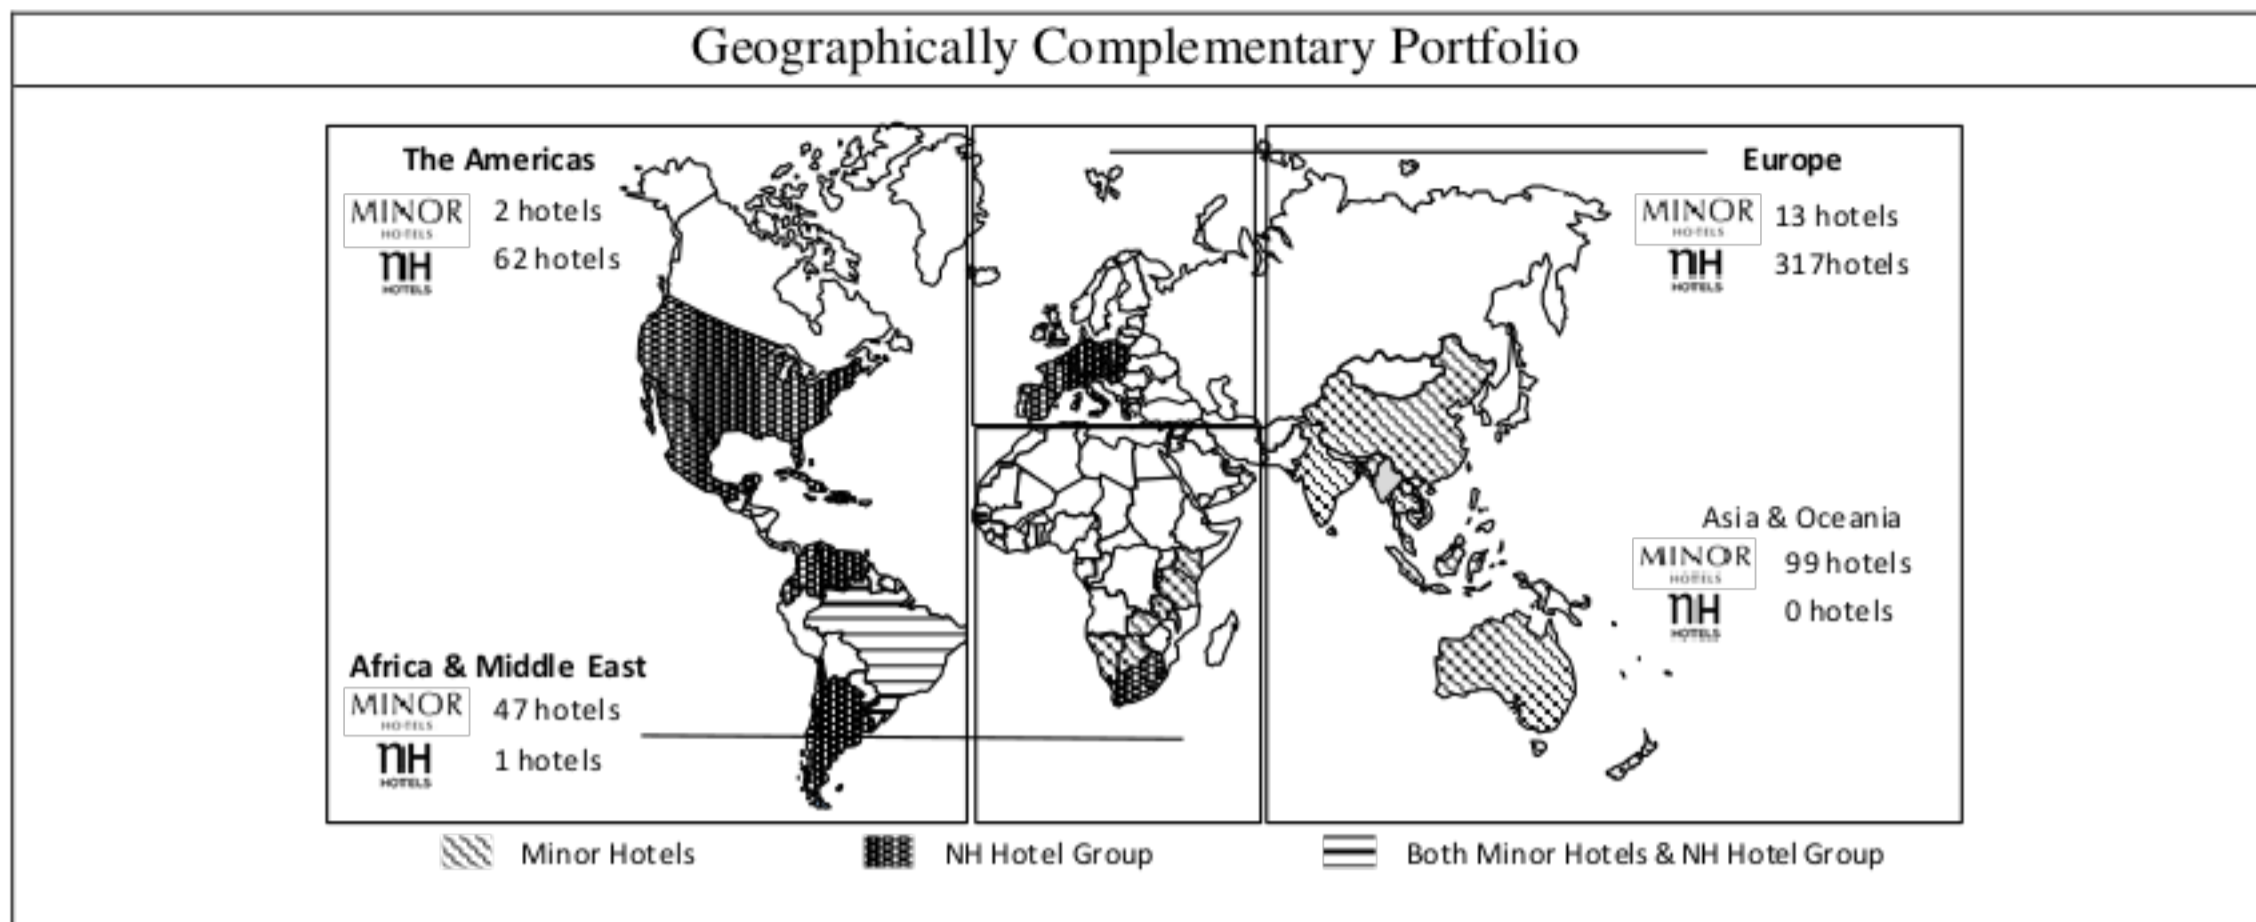 Geographically Complementary Portfolio
The Americas
MINOR
HOTELS
2 hotels
nH
HOTELS
62 hotels
Europe
MINOR
HOTELS
13 hotels
nH
HOTELS
317hotels
Asia & Oceania
MINOR
HOTELS
99 hotels
nH
HOTELS
0 hotels
Africa & Middle East
MINOR
HOTELS
47 hotels
nH
HOTELS
1 hotels
Minor Hotels
NH Hotel Group
Both Minor Hotels & NH Hotel Group